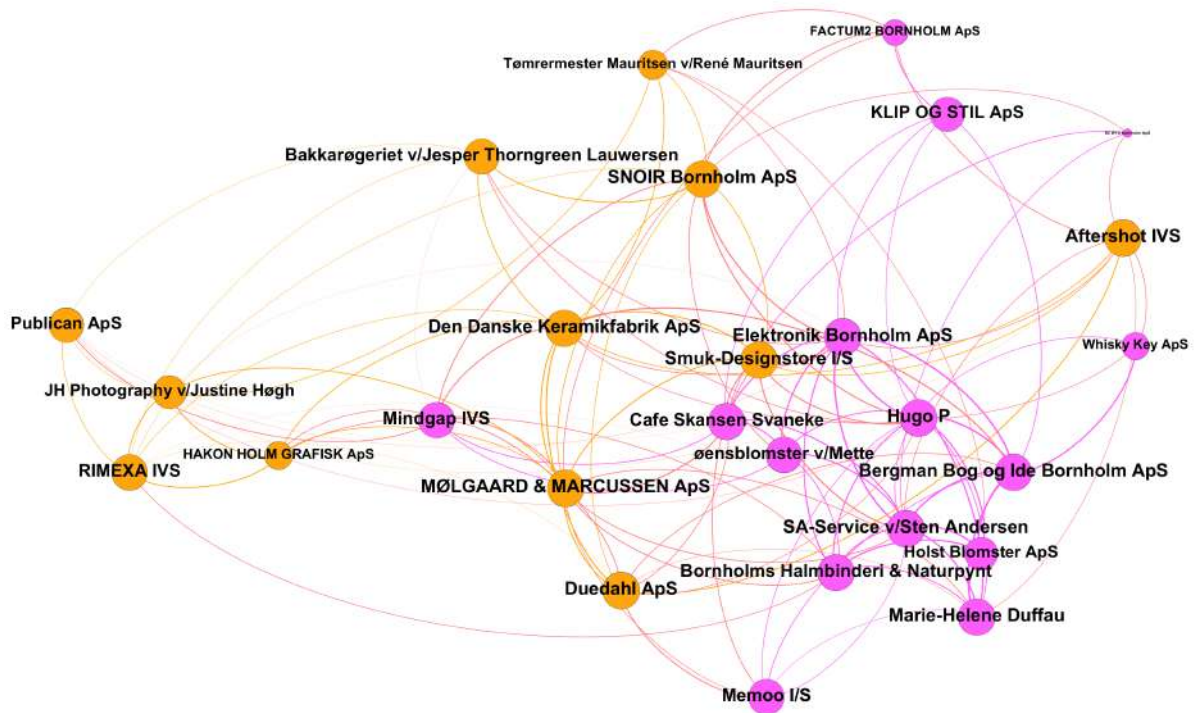 FACTUM2 BORNHOLM ApS
Tømrermester Mauritsen v/René Mauritsen
KLIP OG STIL ApS
Bakkarøgeriet v/Jesper Thorngreen Lauwersen
SNOIR Bornholm ApS
Aftershot IVS
Publican ApS
Den Danske Keramikfabrik ApS
Elektronik Bornholm ApS
Whisky Key ApS
Smuk-Designstore I/S
JH Photography v/Justine Høgh
Mindgap IVS
Cafe Skansen Svaneke
Hugo P
HAKON HOLM GRAFISK ApS
øensblomster v/Mette
RIMEXA IVS
Bergman Bog og Ide Bornholm ApS
MØLGAARD & MARCUSSEN ApS
SA-Service v/Sten Andersen
Holst Blomster ApS
Bornholms Halmbinderi & Naturpynt
Duedahl ApS
Marie-Helene Duffau
Memoo I/S